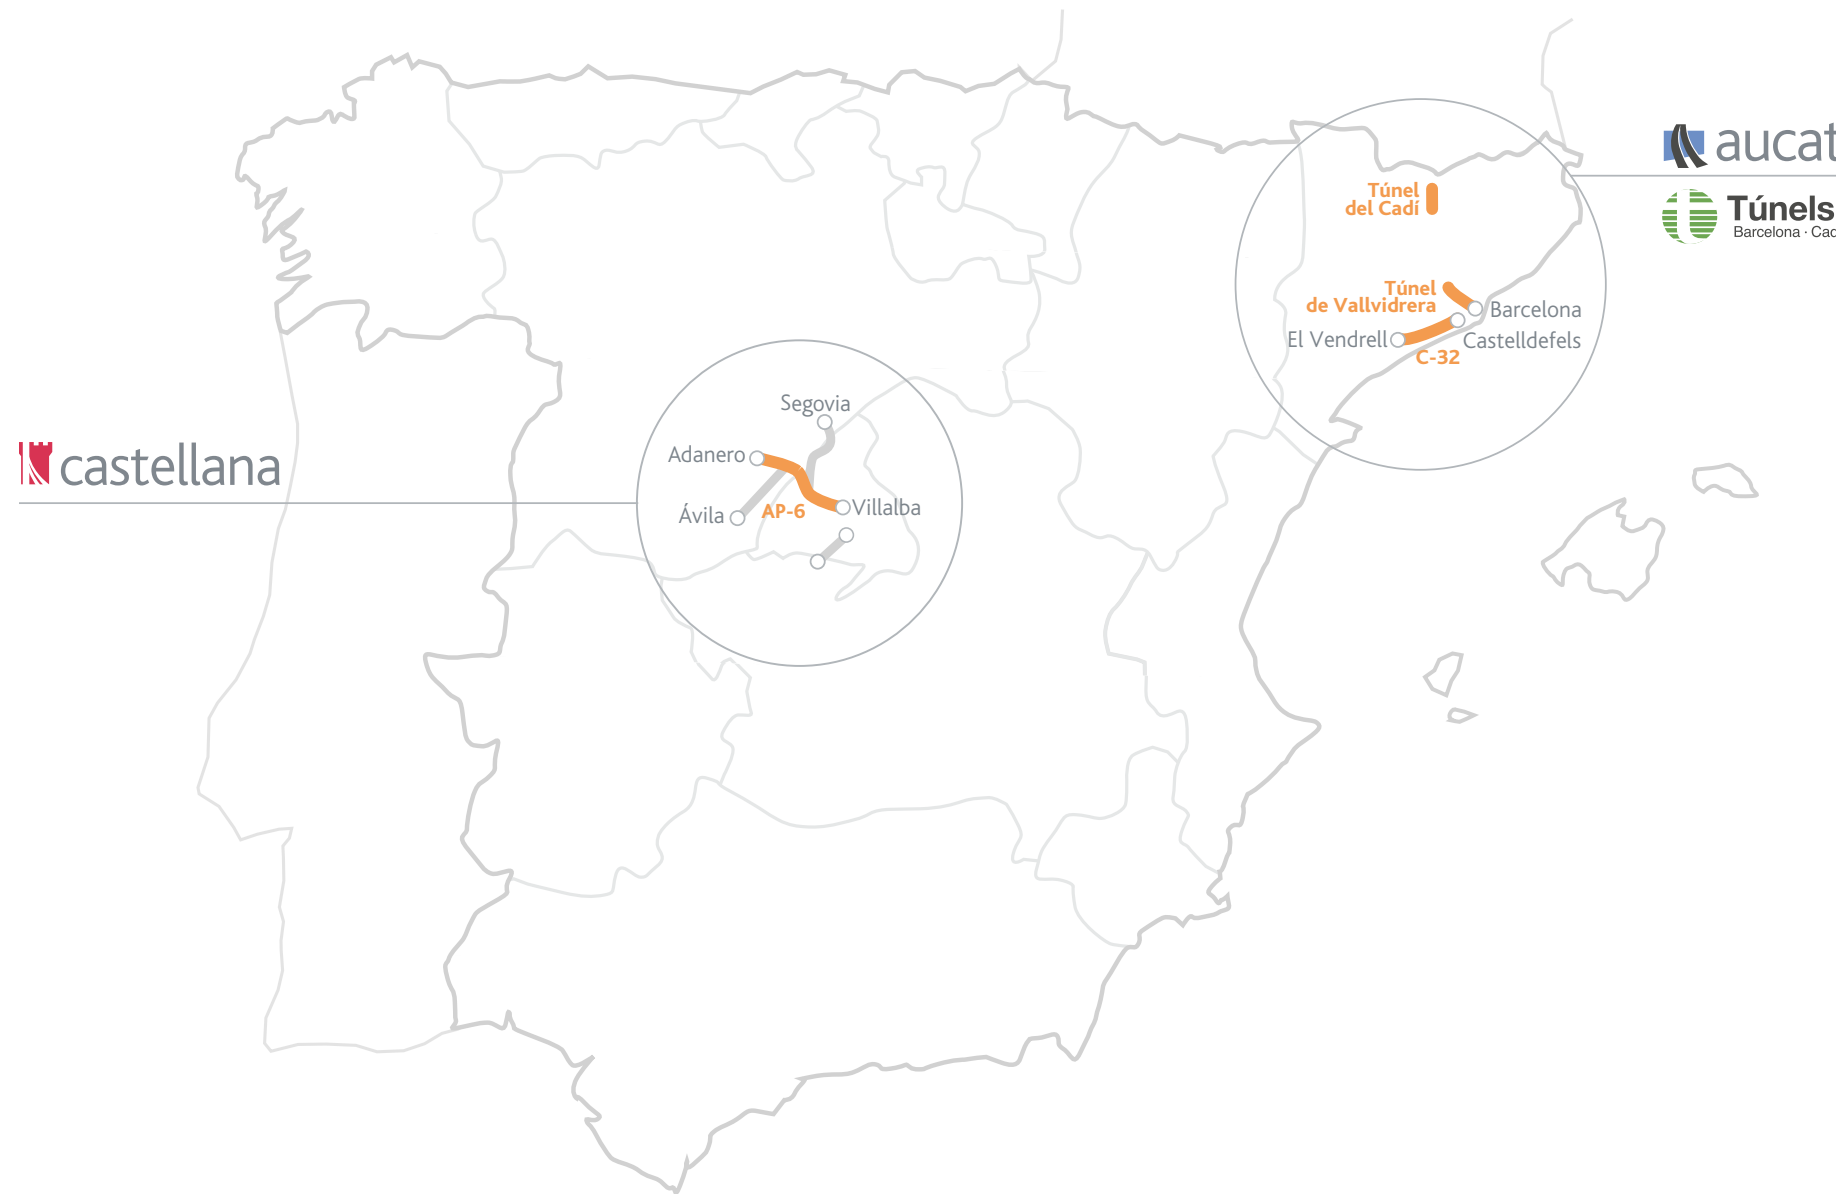 aucat
Túnels
Barcelona · Cad
Túnel
del Cadí
Túnel
de Vallvidrera
Barcelona
El Vendrell
Castelldefels
C-32
Segovia
Adanero
castellana
Ávila
AP-6
Villalba